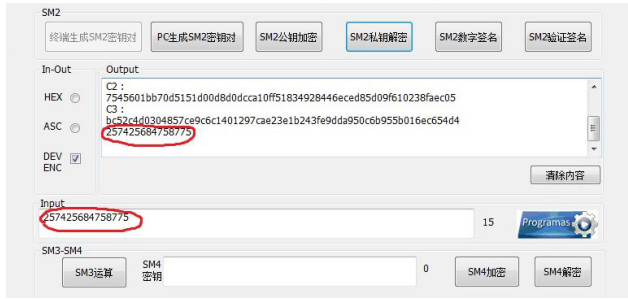 SM2
终端生成SM2密钥对 PC生成SM2密钥对 SM2公钥加密 SM2私钥解密 SM2数字签名 SM2验证签名
In-Out Output
HEX
ASC
DEV
ENC
C2：
7545601bb70d5151d00d8d0dcca10ff51834928446eced85d09f610238faec05
C3：
bc52c4d0304857ce9c6c1401297cae23e1b243fe9dda950c6b955b016ec654d4
257425684758775
清除内容
Input
257425684758775 15 Programas
SM3-SM4
SM3运算 SM4
密钥 0 SM4加密 SM4解密